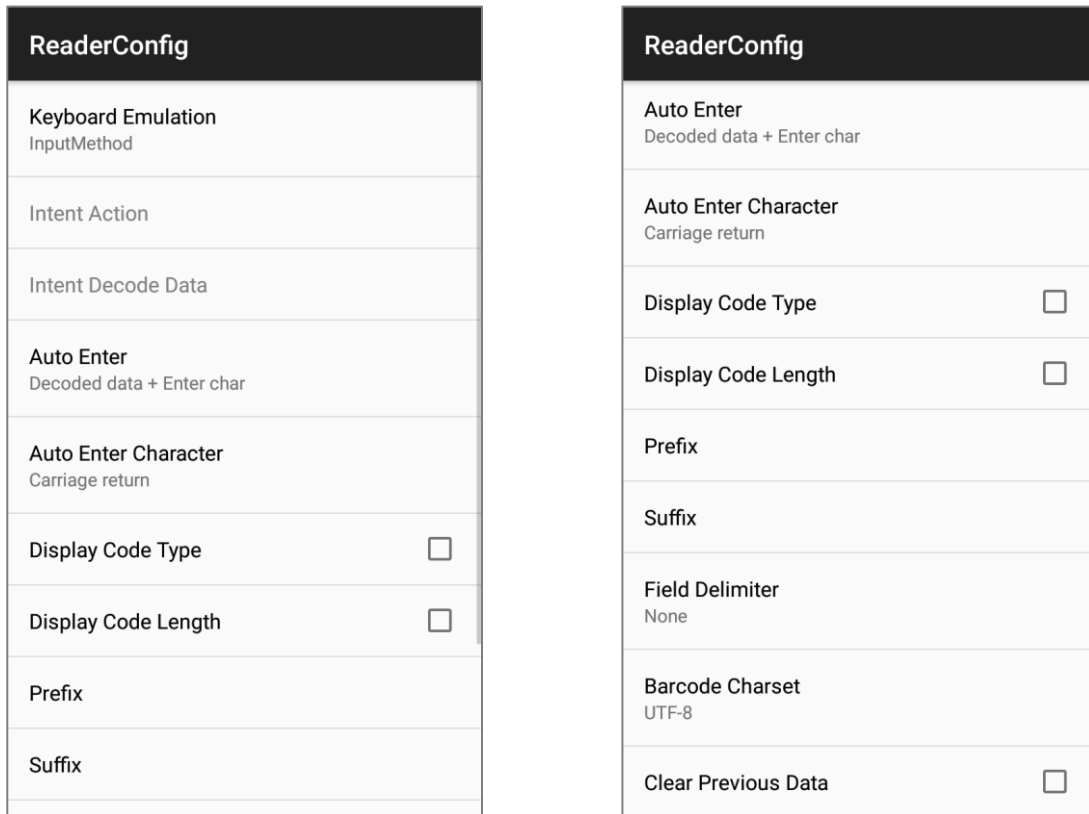 ReaderConfig
Keyboard Emulation
InputMethod
Intent Action
Intent Decode Data
Auto Enter
Decoded data + Enter char
Auto Enter Character
Carriage return
Display Code Type
Display Code Length
Prefix
Suffix
ReaderConfig
Auto Enter
Decoded data + Enter char
Auto Enter Character
Carriage return
Display Code Type
Display Code Length
Prefix
Suffix
Field Delimiter
None
Barcode Charset
UTF-8
Clear Previous Data